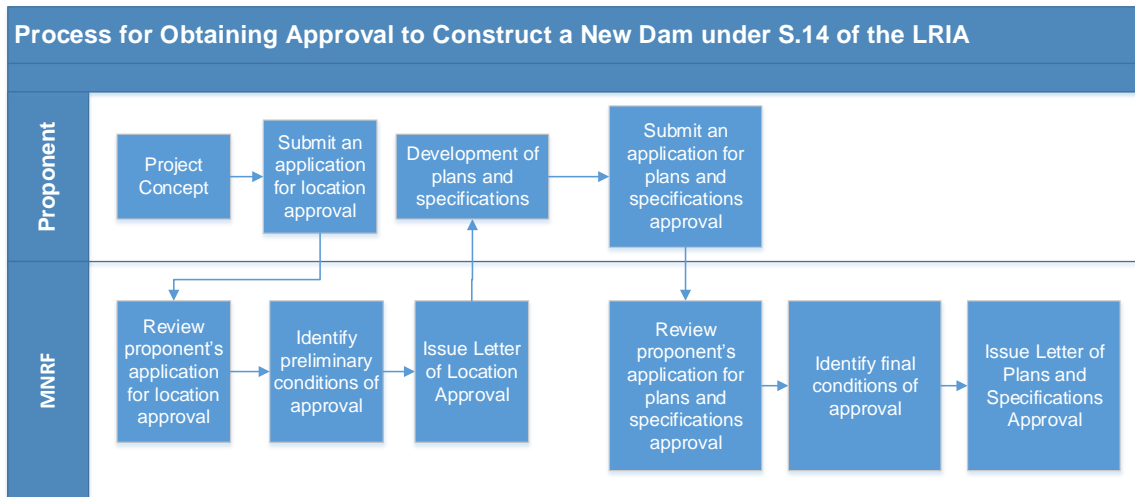 Process for Obtaining Approval to Construct a New Dam under S.14 of the LRIA
Proponent
Project
Concept
Submit an
application
for location
approval
Development of
plans and
specifications
Submit an
application for
plans and
specifications
approval
MNRF
Review
proponent's
application
for location
approval
Identify
preliminary
conditions of
approval
Issue Letter
of Location
Approval
Review
proponent's
application for
plans and
specifications
approval
Identify final
conditions of
approval
Issue Letter of
Plans and
Specifications
Approval